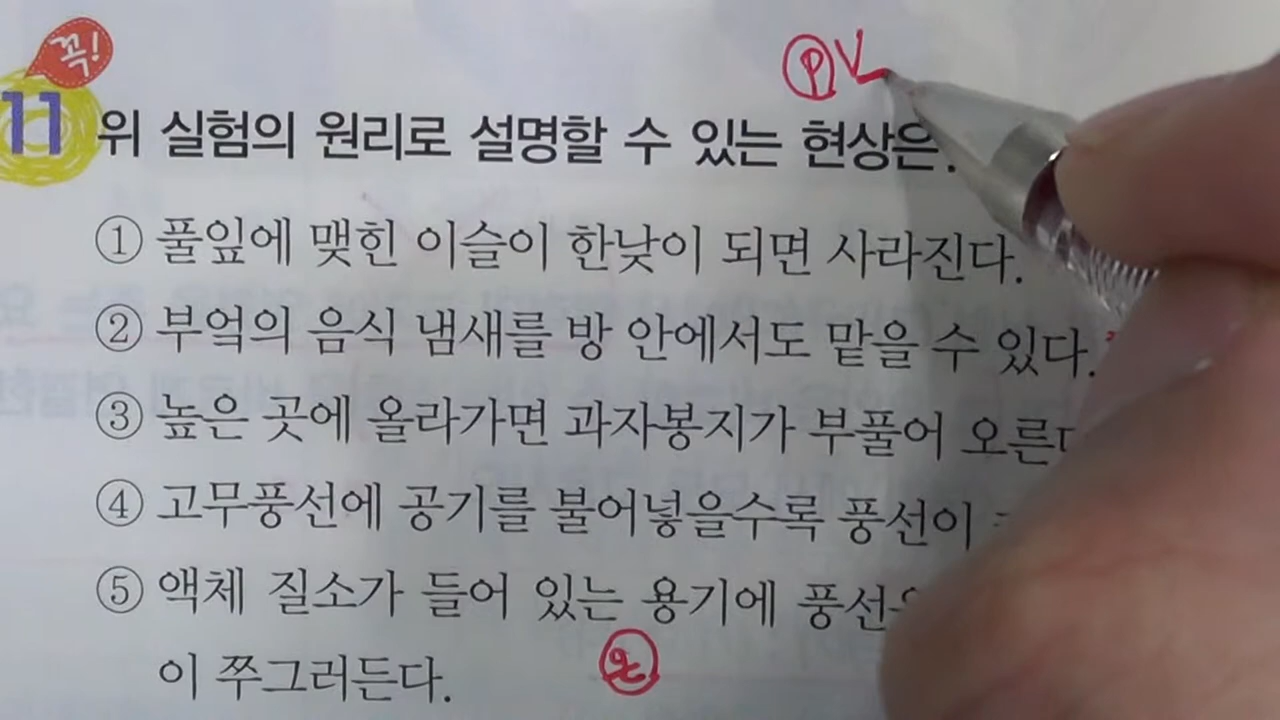 꼭!
PV
11 위 실험의 원리로 설명할 수 있는 현상은?
① 풀잎에 맺힌 이슬이 한낮이 되면 사라진다.
② 부엌의 음식 냄새를 방 안에서도 맡을 수 있다.
③ 높은 곳에 올라가면 과자봉지가 부풀어 오른다
④ 고무풍선에 공기를 불어넣을수록 풍선이
⑤ 액체 질소가 들어 있는 용기에 풍선을
이 쭈그러든다.